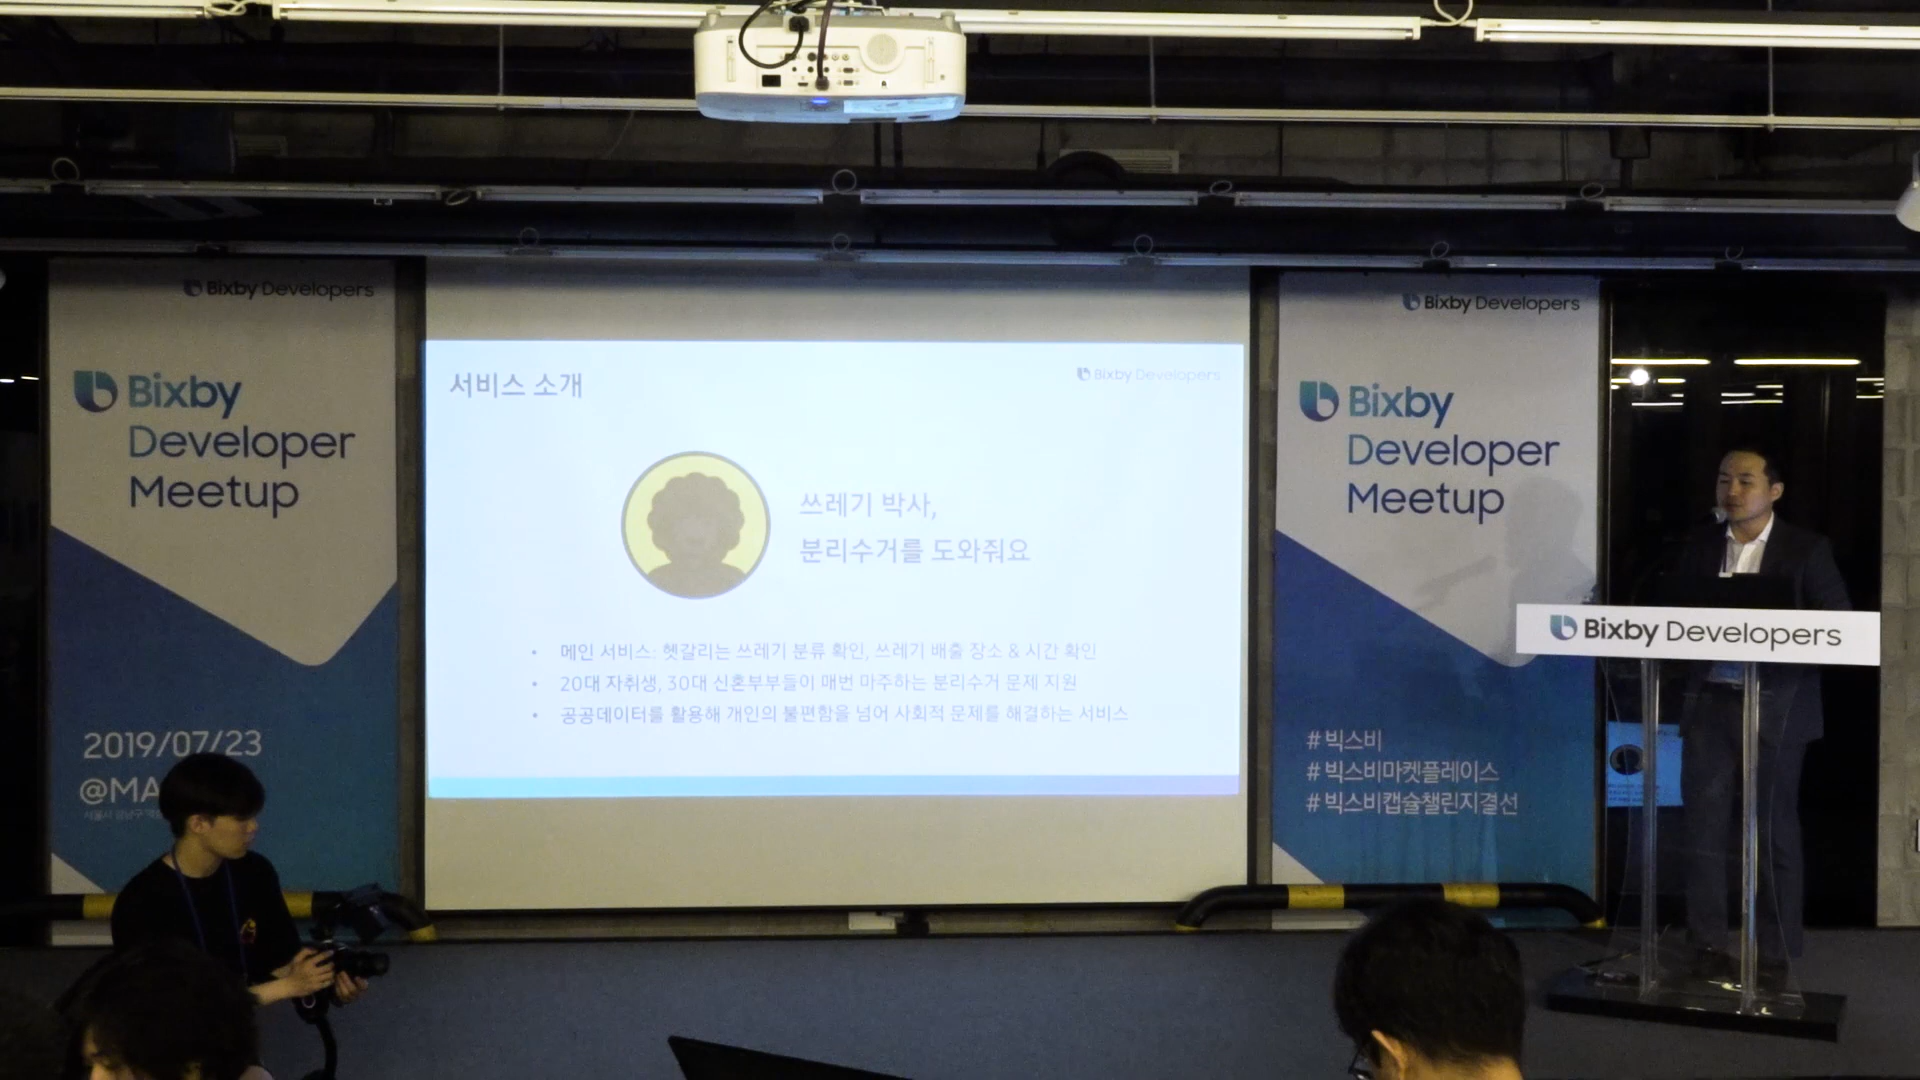 Bixby Developers
Bixby
Developer
Meetup
2019/07/23
@MA
서비스 소개
Bixby Developers
쓰레기 박사,
분리수거를 도와줘요
• 메인 서비스: 헷갈리는 쓰레기 분류 확인, 쓰레기 배출 장소 & 시간 확인
• 20대 자취생, 30대 신혼부부들이 매번 마주하는 분리수거 문제 지원
• 공공데이터를 활용해 개인의 불편함을 넘어 사회적 문제를 해결하는 서비스
Bixby Developers
Bixby
Developer
Meetup
#빅스비
#빅스비마켓플레이스
#빅스비캡슐챌린지결선
Bixby Developers